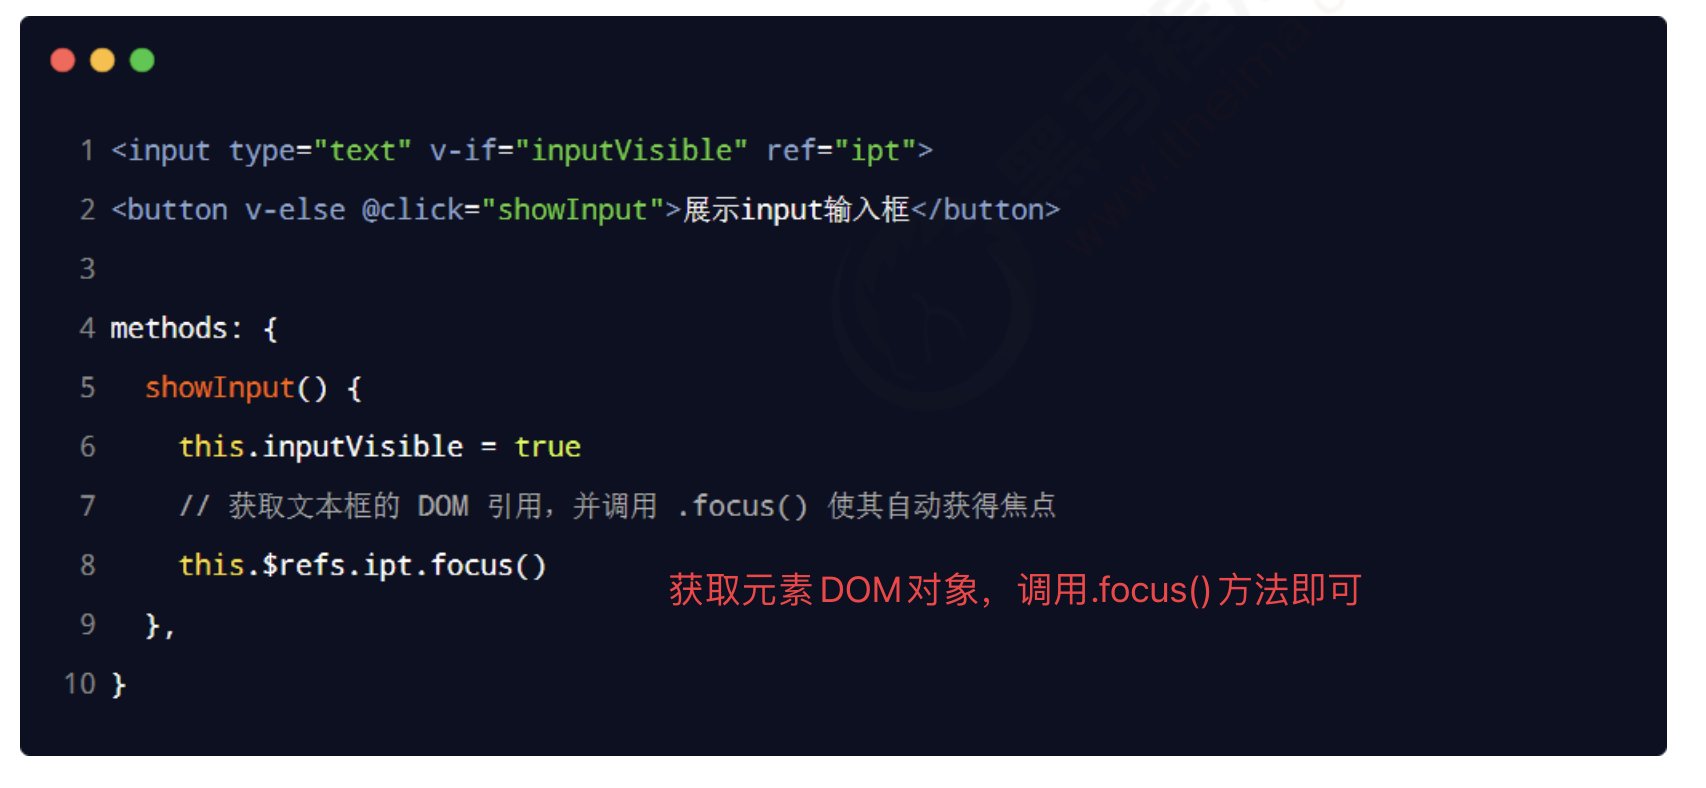 1 <input type="text" v-if="inputVisible" ref="ipt">
2 <button v-else @click="showInput">展示input输入框</button>
3
4 methods: {
5   showInput() {
6     this.inputVisible = true
7     // 获取文本框的 DOM 引用，并调用 .focus() 使其自动获得焦点
8     this.$refs.ipt.focus()
获取元素DOM对象，调用.focus()方法即可
9   },
10 }